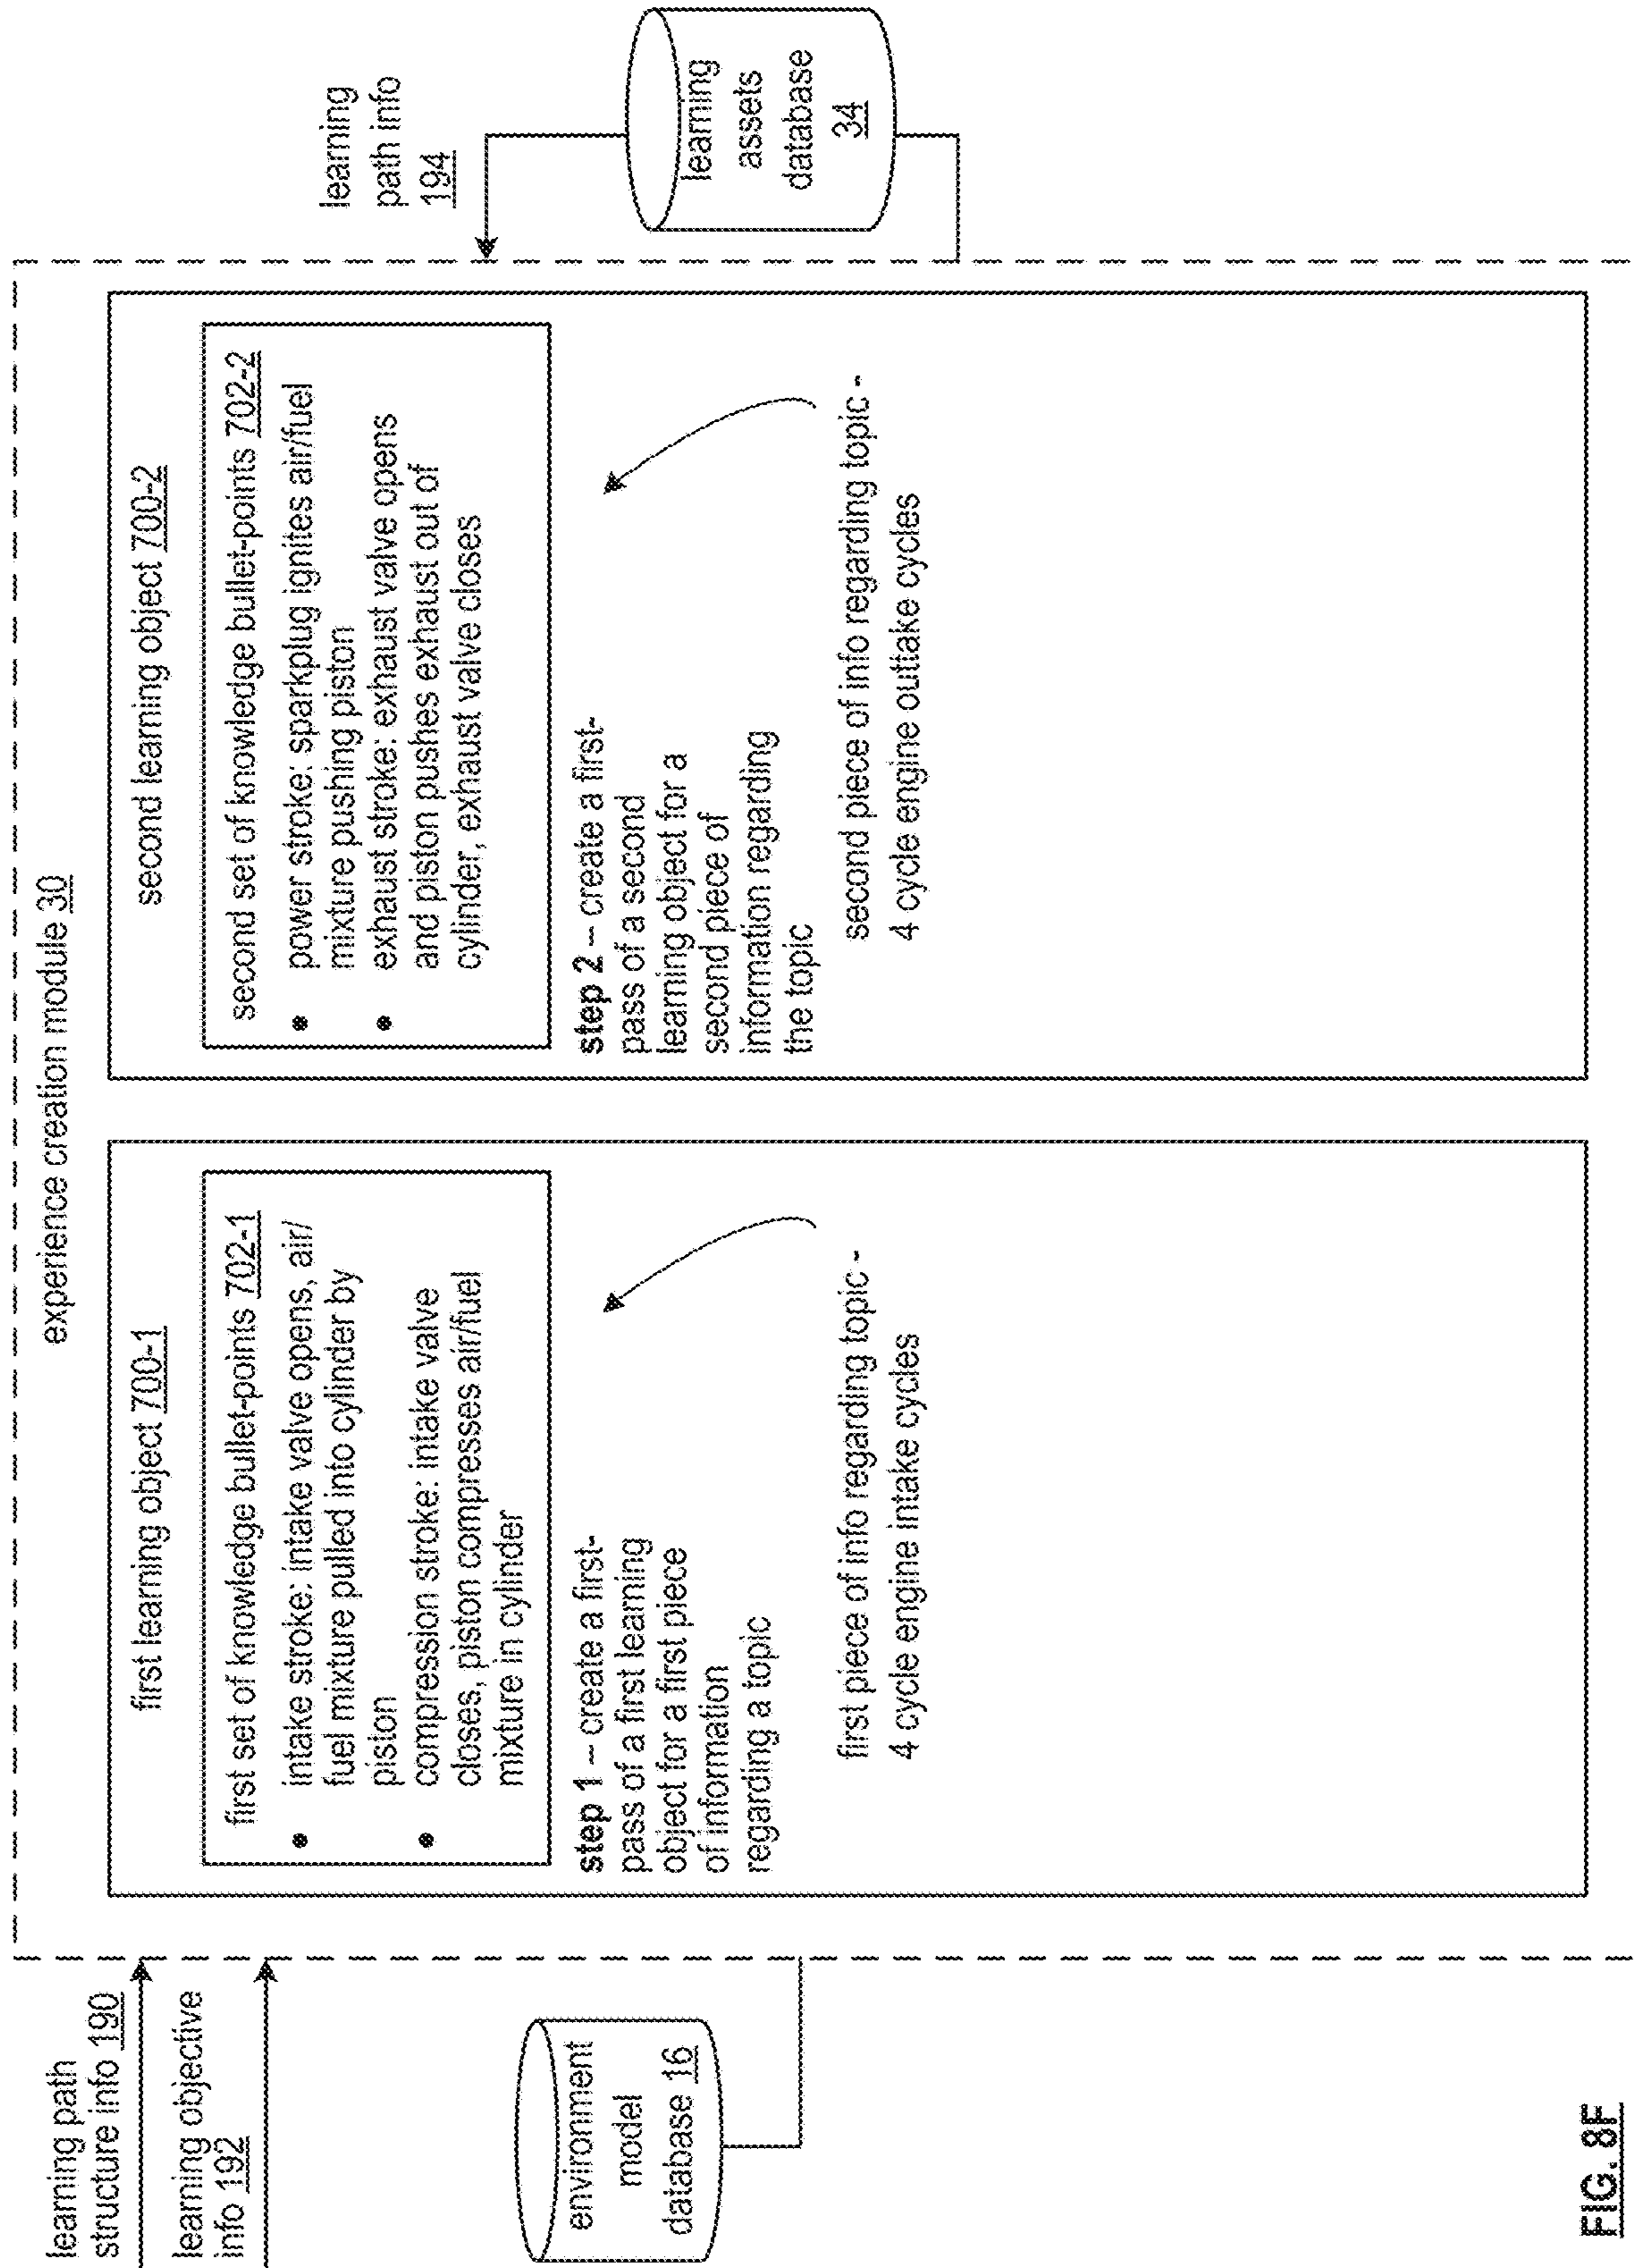 experience creation module 30
learning path
structure info 190
learning objective
info 192
environment
model
database 16
first learning object 700-1
first set of knowledge bullet-points 702-1
• intake stroke: intake valve opens, air/
fuel mixture pulled into cylinder by
piston
• compression stroke: intake valve
closes, piston compresses air/fuel
mixture in cylinder
step 1 – create a first-
pass of a first learning
object for a first piece
of information
regarding a topic
first piece of info regarding topic -
4 cycle engine intake cycles
second learning object 700-2
second set of knowledge bullet-points 702-2
• power stroke: sparkplug ignites air/fuel
mixture pushing piston
• exhaust stroke: exhaust valve opens
and piston pushes exhaust out of
cylinder, exhaust valve closes
step 2 – create a first-
pass of a second
learning object for a
second piece of
information regarding
the topic
second piece of info regarding topic -
4 cycle engine outtake cycles
learning
path info
194
learning
assets
database
34
FIG. 8F